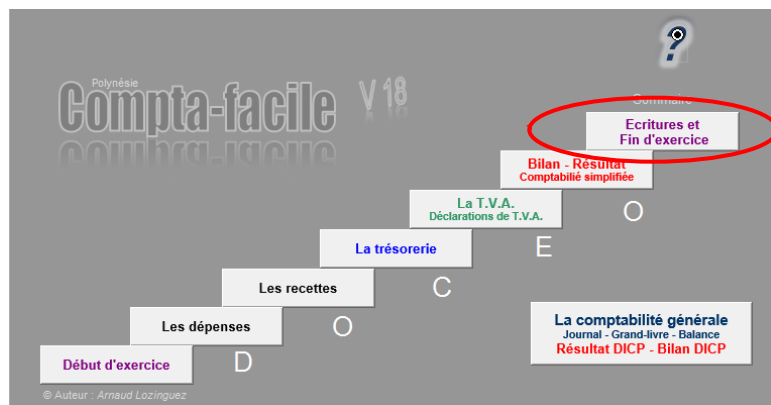 ?
Polynésie
Compta-facile V 18
Sommaire
Ecritures et
Fin d'exercice
Bilan - Résultat
Comptabilié simplifiée
La T.V.A.
Déclarations de T.V.A.
O
La trésorerie
E
Les recettes
C
Les dépenses
O
La comptabilité générale
Journal - Grand-livre - Balance
Résultat DICP - Bilan DICP
Début d'exercice
D
© Auteur : Arnaud Lozinguez